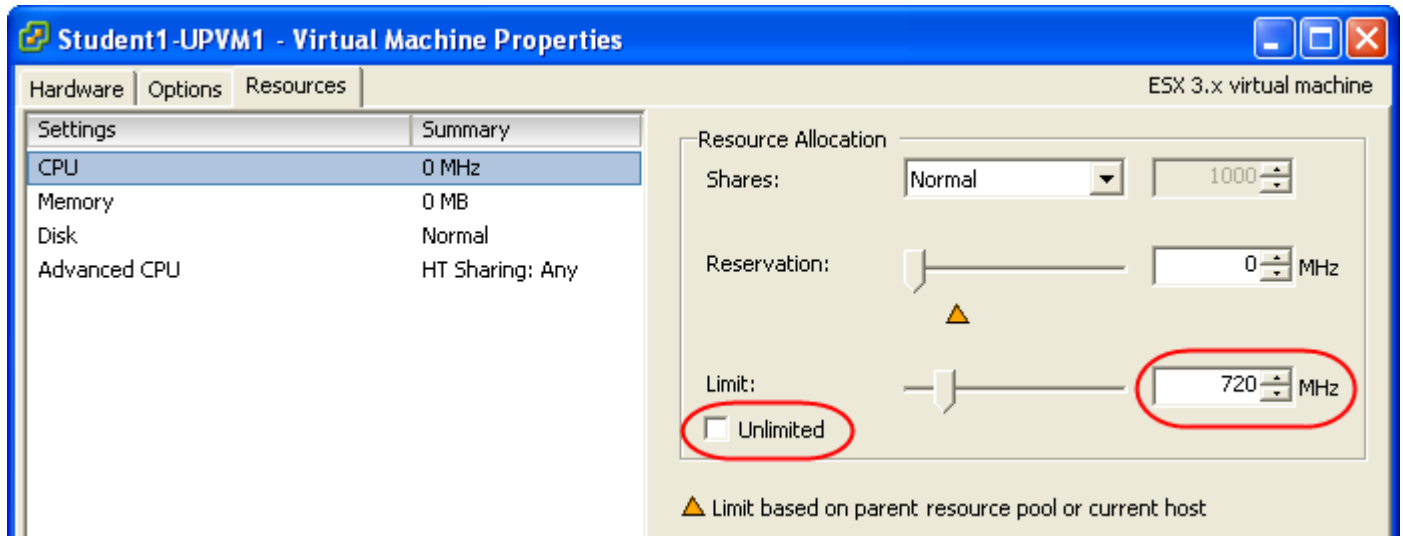 Student1-UPVM1 - Virtual Machine Properties
Hardware Options Resources ESX 3.x virtual machine
Settings Summary
CPU 0 MHz
Memory 0 MB
Disk Normal
Advanced CPU HT Sharing: Any
Resource Allocation
Shares: Normal 1000
Reservation: 0 MHz
Limit: 720 MHz
Unlimited
Limit based on parent resource pool or current host